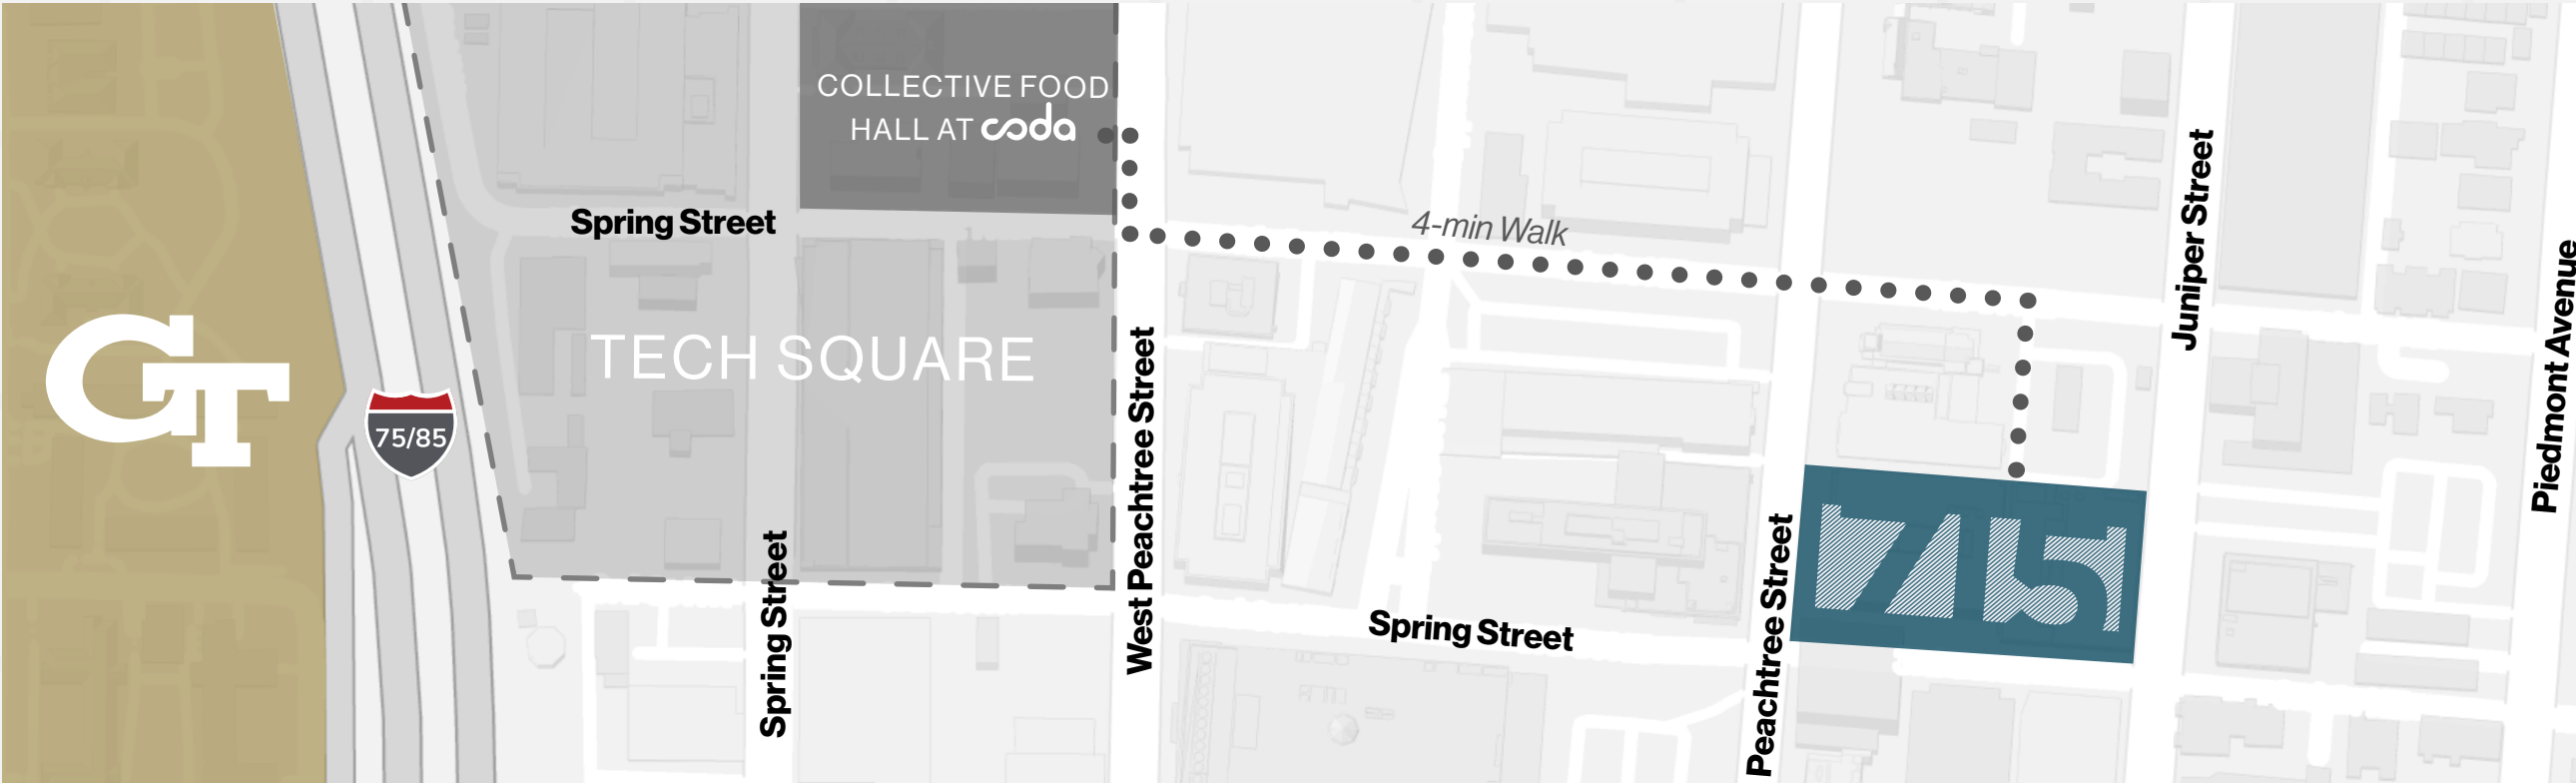 COLLECTIVE FOOD
HALL AT coda
Spring Street
4-min Walk
TECH SQUARE
GT
75/85
West Peachtree Street
Juniper Street
Piedmont Avenue
715
Spring Street
Spring Street
Peachtree Street